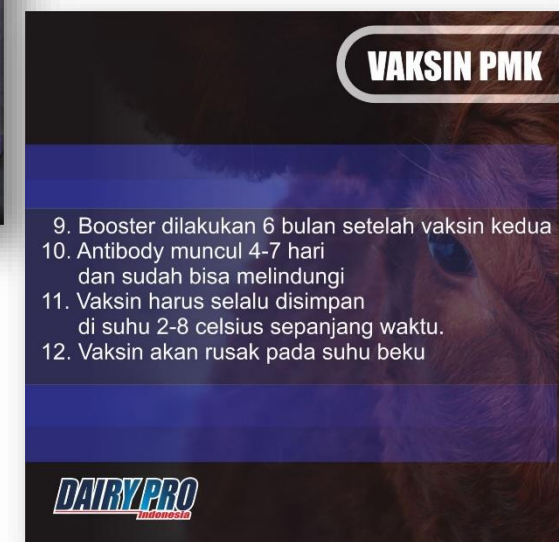 VAKSIN PMK
9. Booster dilakukan 6 bulan setelah vaksin kedua
10. Antibody muncul 4-7 hari
dan sudah bisa melindungi
11. Vaksin harus selalu disimpan
di suhu 2-8 celsius sepanjang waktu.
12. Vaksin akan rusak pada suhu beku
DAIRY PRO
Indonesia